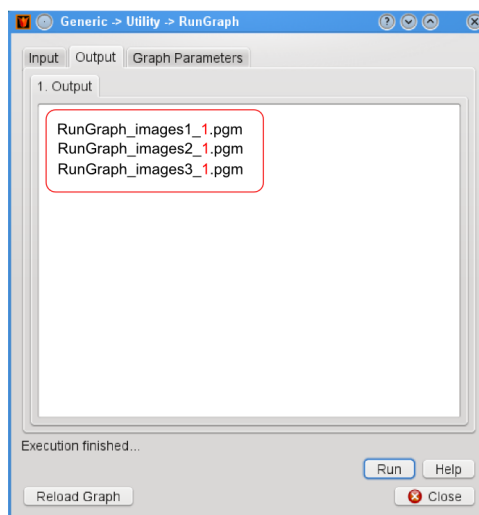 Generic -> Utility -> RunGraph
Input Output Graph Parameters
1. Output
RunGraph_images1_1.pgm
RunGraph_images2_1.pgm
RunGraph_images3_1.pgm
Execution finished...
Run Help
Reload Graph Close